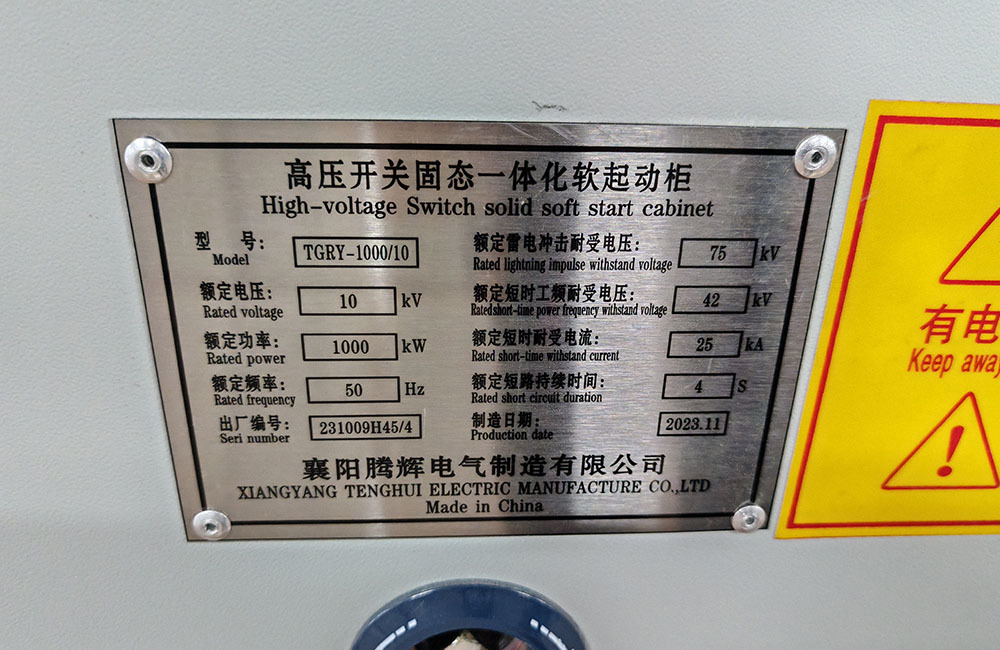 高压开关固态一体化软起动柜
High-voltage Switch solid soft start cabinet
型 号: TGRY-1000/10
Model
额定电压: 10 kV
Rated voltage
额定功率: 1000 kW
Rated power
额定频率: 50 Hz
Rated frequency
出厂编号: 231009H45/4
Seri number
额定雷电冲击耐受电压: 75 kV
Rated lightning impulse withstand voltage
额定短时工频耐受电压: 42 kV
Rated short-time power frequency withstand voltage
额定短时耐受电流: 25 kA
Rated short-time withstand current
额定短路持续时间: 4 S
Rated short circuit duration
制造日期: 2023.11
Production date
襄阳腾辉电气制造有限公司
XIANGYANG TENGHUI ELECTRIC MANUFACTURE CO.,LTD
Made in China
有电
Keep away